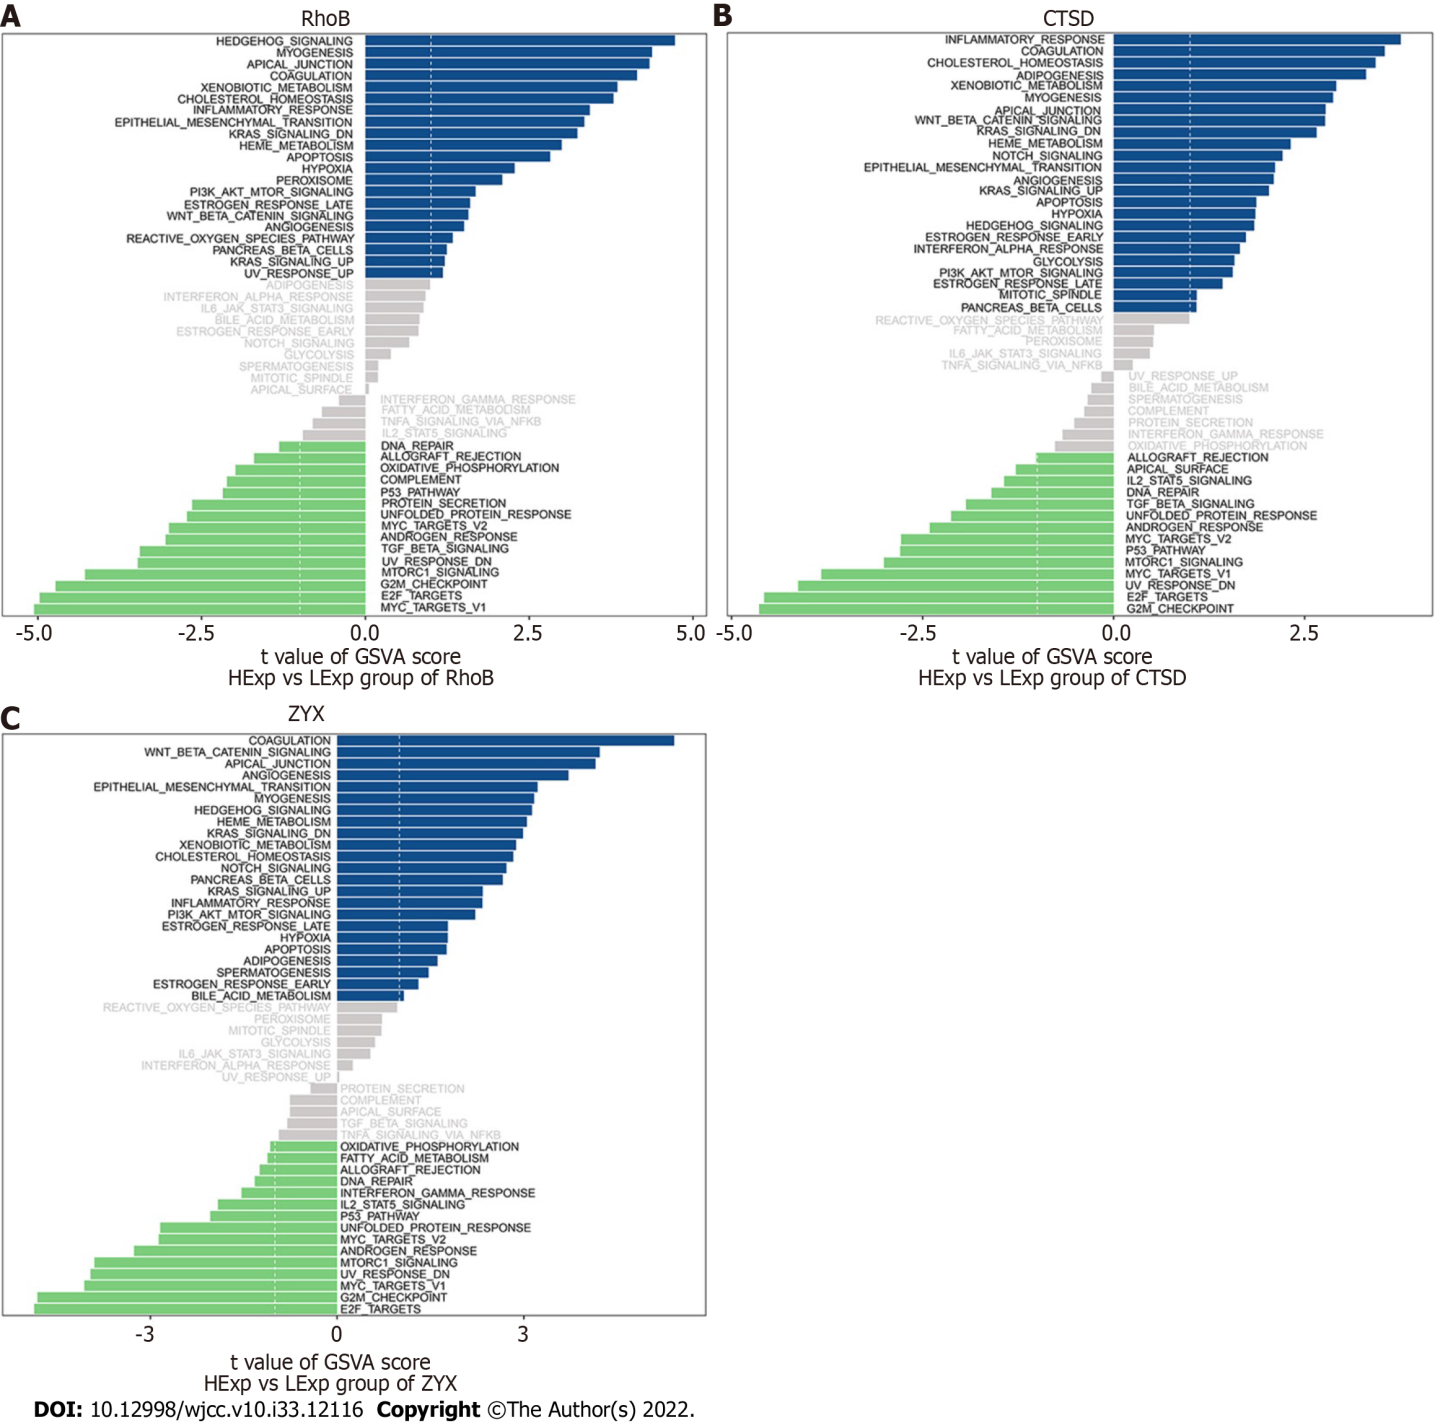 A
RhoB
HEDGEHOG_SIGNALING
MYOGENESIS
APICAL_JUNCTION
COAGULATION
XENOBIOTIC_METABOLISM
CHOLESTEROL_HOMEOSTASIS
INFLAMMATORY_RESPONSE
EPITHELIAL_MESENCHYMAL_TRANSITION
KRAS_SIGNALING_DN
HEME_METABOLISM
APOPTOSIS
HYPOXIA
PEROXISOME
PI3K_AKT_MTOR_SIGNALING
ESTROGEN_RESPONSE_LATE
WNT_BETA_CATENIN_SIGNALING
ANGIOGENESIS
REACTIVE_OXYGEN_SPECIES_PATHWAY
PANCREAS_BETA_CELLS
KRAS_SIGNALING_UP
UV_RESPONSE_UP
ADIPOGENESIS
INTERFERON_ALPHA_RESPONSE
IL6_JAK_STAT3_SIGNALING
BILE_ACID_METABOLISM
ESTROGEN_RESPONSE_EARLY
NOTCH_SIGNALING
GLYCOLYSIS
SPERMATOGENESIS
MITOTIC_SPINDLE
APICAL_SURFACE
INTERFERON_GAMMA_RESPONSE
FATTY_ACID_METABOLISM
TNFA_SIGNALING_VIA_NFKB
IL2_STAT5_SIGNALING
DNA_REPAIR
ALLOGRAFT_REJECTION
OXIDATIVE_PHOSPHORYLATION
COMPLEMENT
P53_PATHWAY
PROTEIN_SECRETION
UNFOLDED_PROTEIN_RESPONSE
MYC_TARGETS_V2
ANDROGEN_RESPONSE
TGF_BETA_SIGNALING
UV_RESPONSE_DN
MTORC1_SIGNALING
G2M_CHECKPOINT
E2F_TARGETS
MYC_TARGETS_V1
-5.0 -2.5 0.0 2.5 5.0
t value of GSVA score
HExp vs LExp group of RhoB
B
CTSD
INFLAMMATORY_RESPONSE
COAGULATION
CHOLESTEROL_HOMEOSTASIS
ADIPOGENESIS
XENOBIOTIC_METABOLISM
MYOGENESIS
APICAL_JUNCTION
WNT_BETA_CATENIN_SIGNALING
KRAS_SIGNALING_DN
HEME_METABOLISM
NOTCH_SIGNALING
EPITHELIAL_MESENCHYMAL_TRANSITION
ANGIOGENESIS
KRAS_SIGNALING_UP
APOPTOSIS
HYPOXIA
HEDGEHOG_SIGNALING
ESTROGEN_RESPONSE_EARLY
INTERFERON_ALPHA_RESPONSE
GLYCOLYSIS
PI3K_AKT_MTOR_SIGNALING
ESTROGEN_RESPONSE_LATE
MITOTIC_SPINDLE
PANCREAS_BETA_CELLS
REACTIVE_OXYGEN_SPECIES_PATHWAY
FATTY_ACID_METABOLISM
PEROXISOME
IL6_JAK_STAT3_SIGNALING
TNFA_SIGNALING_VIA_NFKB
UV_RESPONSE_UP
BILE_ACID_METABOLISM
SPERMATOGENESIS
COMPLEMENT
PROTEIN_SECRETION
INTERFERON_GAMMA_RESPONSE
OXIDATIVE_PHOSPHORYLATION
ALLOGRAFT_REJECTION
APICAL_SURFACE
IL2_STAT5_SIGNALING
DNA_REPAIR
TGF_BETA_SIGNALING
UNFOLDED_PROTEIN_RESPONSE
ANDROGEN_RESPONSE
MYC_TARGETS_V2
P53_PATHWAY
MTORC1_SIGNALING
MYC_TARGETS_V1
UV_RESPONSE_DN
E2F_TARGETS
G2M_CHECKPOINT
-5.0 -2.5 0.0 2.5
t value of GSVA score
HExp vs LExp group of CTSD
C
ZYX
COAGULATION
WNT_BETA_CATENIN_SIGNALING
APICAL_JUNCTION
ANGIOGENESIS
EPITHELIAL_MESENCHYMAL_TRANSITION
MYOGENESIS
HEDGEHOG_SIGNALING
HEME_METABOLISM
KRAS_SIGNALING_DN
XENOBIOTIC_METABOLISM
CHOLESTEROL_HOMEOSTASIS
NOTCH_SIGNALING
PANCREAS_BETA_CELLS
KRAS_SIGNALING_UP
INFLAMMATORY_RESPONSE
PI3K_AKT_MTOR_SIGNALING
ESTROGEN_RESPONSE_LATE
HYPOXIA
APOPTOSIS
ADIPOGENESIS
SPERMATOGENESIS
ESTROGEN_RESPONSE_EARLY
BILE_ACID_METABOLISM
REACTIVE_OXYGEN_SPECIES_PATHWAY
PEROXISOME
MITOTIC_SPINDLE
GLYCOLYSIS
IL6_JAK_STAT3_SIGNALING
INTERFERON_ALPHA_RESPONSE
UV_RESPONSE_UP
PROTEIN_SECRETION
COMPLEMENT
APICAL_SURFACE
TGF_BETA_SIGNALING
TNFA_SIGNALING_VIA_NFKB
OXIDATIVE_PHOSPHORYLATION
FATTY_ACID_METABOLISM
ALLOGRAFT_REJECTION
DNA_REPAIR
INTERFERON_GAMMA_RESPONSE
IL2_STAT5_SIGNALING
P53_PATHWAY
UNFOLDED_PROTEIN_RESPONSE
MYC_TARGETS_V2
ANDROGEN_RESPONSE
MTORC1_SIGNALING
UV_RESPONSE_DN
MYC_TARGETS_V1
G2M_CHECKPOINT
E2F_TARGETS
-3 0 3
t value of GSVA score
HExp vs LExp group of ZYX
DOI: 10.12998/wjcc.v10.i33.12116 Copyright ©The Author(s) 2022.